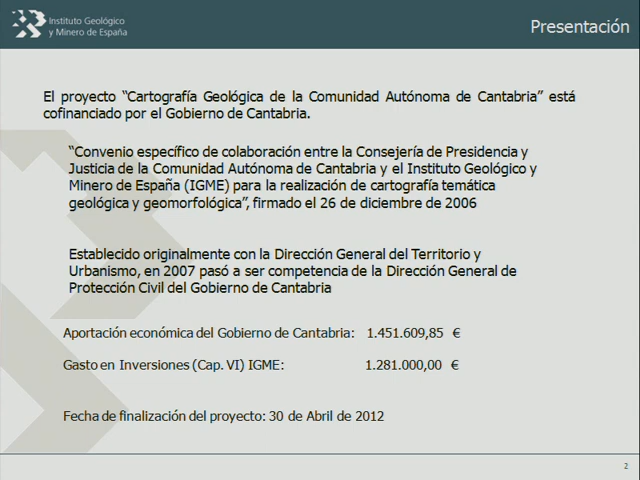 Instituto Geológico
y Minero de España
Presentación
El proyecto “Cartografía Geológica de la Comunidad Autónoma de Cantabria” está
cofinanciado por el Gobierno de Cantabria.
“Convenio específico de colaboración entre la Consejería de Presidencia y
Justicia de la Comunidad Autónoma de Cantabria y el Instituto Geológico y
Minero de España (IGME) para la realización de cartografía temática
geológica y geomorfológica”, firmado el 26 de diciembre de 2006
Establecido originalmente con la Dirección General del Territorio y
Urbanismo, en 2007 pasó a ser competencia de la Dirección General de
Protección Civil del Gobierno de Cantabria
Aportación económica del Gobierno de Cantabria: 1.451.609,85 €
Gasto en Inversiones (Cap. VI) IGME: 1.281.000,00 €
Fecha de finalización del proyecto: 30 de Abril de 2012
2